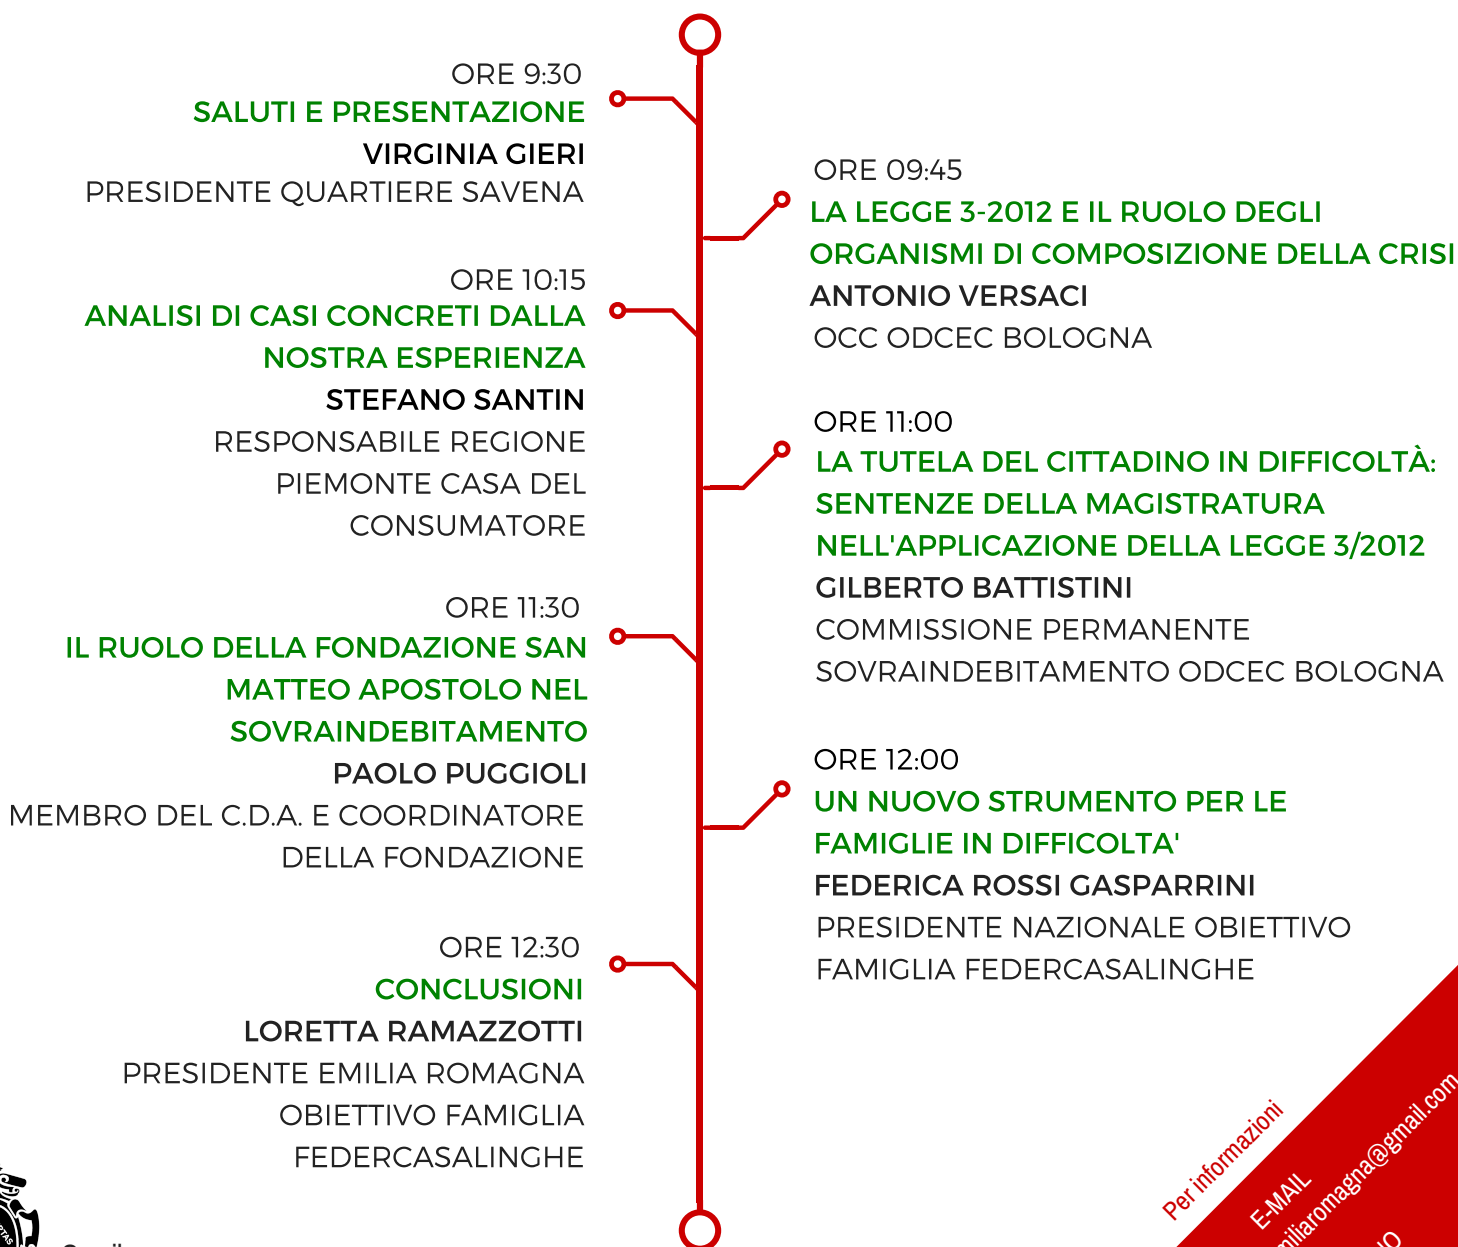 ORE 9:30
SALUTI E PRESENTAZIONE
VIRGINIA GIERI
PRESIDENTE QUARTIERE SAVENA
ORE 09:45
LA LEGGE 3-2012 E IL RUOLO DEGLI
ORGANISMI DI COMPOSIZIONE DELLA CRISI
ANTONIO VERSACI
OCC ODCEC BOLOGNA
ORE 10:15
ANALISI DI CASI CONCRETI DALLA
NOSTRA ESPERIENZA
STEFANO SANTIN
RESPONSABILE REGIONE
PIEMONTE CASA DEL
CONSUMATORE
ORE 11:00
LA TUTELA DEL CITTADINO IN DIFFICOLTÀ:
SENTENZE DELLA MAGISTRATURA
NELL'APPLICAZIONE DELLA LEGGE 3/2012
GILBERTO BATTISTINI
COMMISSIONE PERMANENTE
SOVRAINDEBITAMENTO ODCEC BOLOGNA
ORE 11:30
IL RUOLO DELLA FONDAZIONE SAN
MATTEO APOSTOLO NEL
SOVRAINDEBITAMENTO
PAOLO PUGGIOLI
MEMBRO DEL C.D.A. E COORDINATORE
DELLA FONDAZIONE
ORE 12:00
UN NUOVO STRUMENTO PER LE
FAMIGLIE IN DIFFICOLTA'
FEDERICA ROSSI GASPARRINI
PRESIDENTE NAZIONALE OBIETTIVO
FAMIGLIA FEDERCASALINGHE
ORE 12:30
CONCLUSIONI
LORETTA RAMAZZOTTI
PRESIDENTE EMILIA ROMAGNA
OBIETTIVO FAMIGLIA
FEDERCASALINGHE
Per informazioni
E-MAIL
miliaromagna@gmail.com